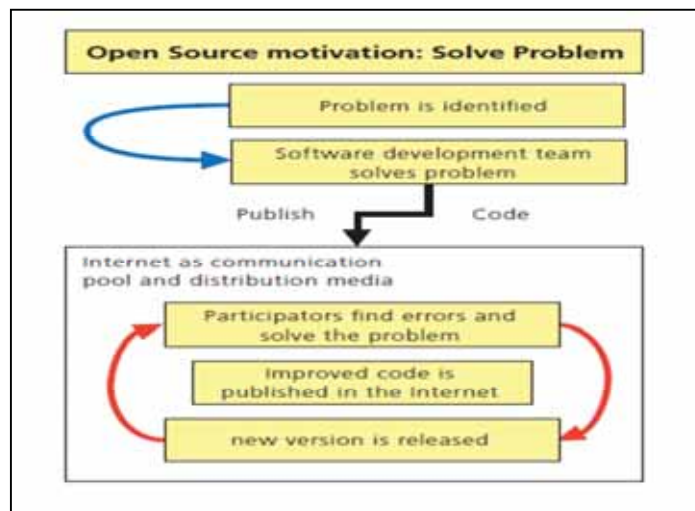 Open Source motivation: Solve Problem
Problem is identified
Software development team
solves problem
Publish Code
Internet as communication
pool and distribution media
Participators find errors and
solve the problem
Improved code is
published in the Internet
new version is released